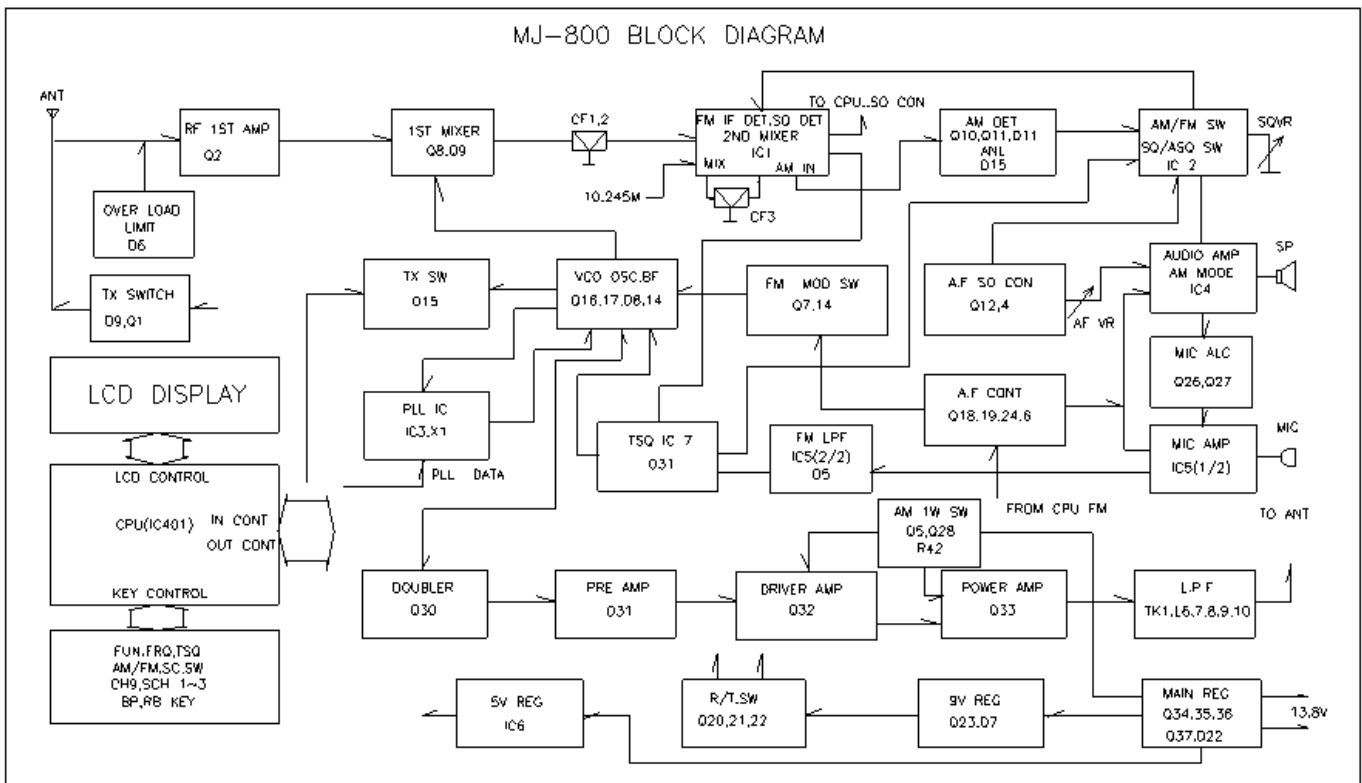 MJ-800 BLOCK DIAGRAM
ANT
RF 1ST AMP
Q2
OVER LOAD
LIMIT
D6
TX SWITCH
D9,Q1
1ST MIXER
Q8,Q9
CF1,2
FM IF DET,SQ DET
2ND MIXER
IC1
MIX
AM IN
10.245M
CF3
TO CPU..SQ CON
AM DET
Q10,Q11,D11
ANL
D15
AM/FM SW
SQ/ASQ SW
IC 2
SQVR
TX SW
Q15
VCO OSC.BF
Q16,17,D8,14
FM MOD SW
Q7,14
A.F SQ CON
Q12,4
AF VR
AUDIO AMP
AM MODE
IC4
SP
MIC ALC
Q26,Q27
LCD DISPLAY
PLL IC
IC3,X1
PLL DATA
TSQ IC 7
Q31
FM LPF
IC5(2/2)
Q5
A.F CONT
Q18,19,24,6
FROM CPU FM
MIC AMP
IC5(1/2)
MIC
LCD CONTROL
CPU(IC401)
IN CONT
OUT CONT
KEY CONTROL
AM 1W SW
Q5,Q28
R42
TO ANT
DOUBLER
Q30
PRE AMP
Q31
DRIVER AMP
Q32
POWER AMP
Q33
L.P.F
TK1,L6,7,8,9,10
FUN,FRQ,TSQ
AM/FM,SC,SW
CH9,SCH 1~3
BP,RB KEY
5V REG
IC6
R/T.SW
Q20,21,22
9V REG
Q23,D7
MAIN REG
Q34,35,36
Q37,D22
13.8V